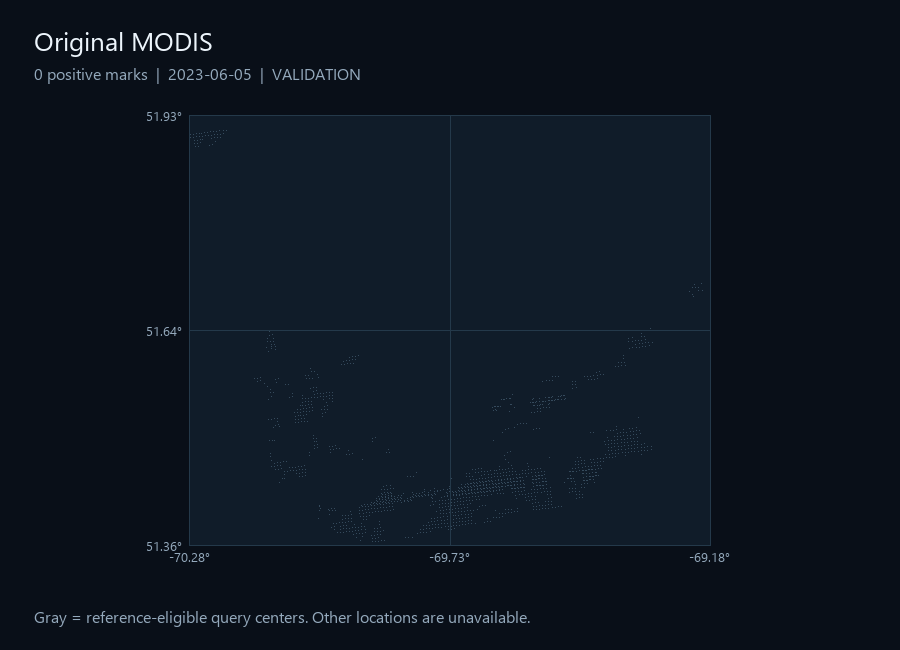 Original MODIS
0 positive marks | 2023-06-05 | VALIDATION
51.93°
51.64°
51.36°
-70.28°
-69.73°
-69.18°
Gray = reference-eligible query centers. Other locations are unavailable.